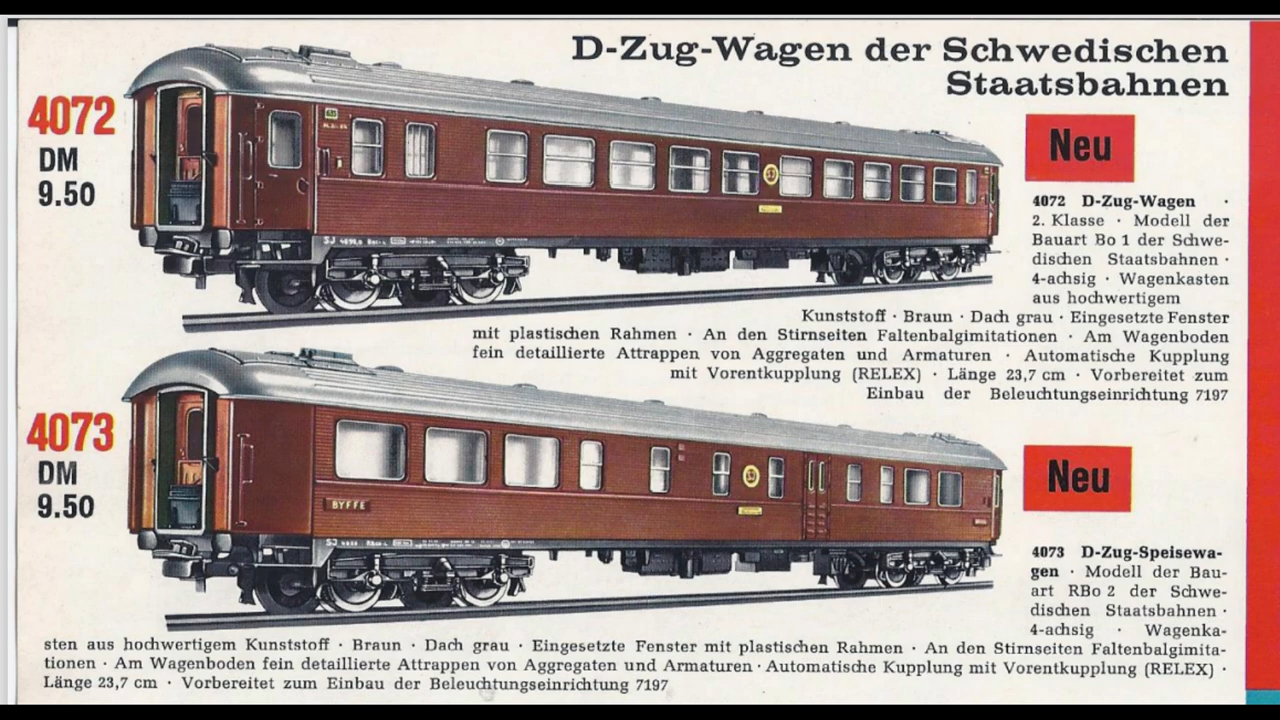 D-Zug-Wagen der Schwedischen
Staatsbahnen
4072
DM
9.50
Neu
4072 D-Zug-Wagen ·
2. Klasse · Modell der
Bauart Bo 1 der Schwe-
dischen Staatsbahnen ·
4-achsig · Wagenkasten
aus hochwertigem
Kunststoff · Braun · Dach grau · Eingesetzte Fenster
mit plastischen Rahmen · An den Stirnseiten Faltenbalgimitationen · Am Wagenboden
fein detaillierte Attrappen von Aggregaten und Armaturen · Automatische Kupplung
mit Vorentkupplung (RELEX) · Länge 23,7 cm · Vorbereitet zum
Einbau der Beleuchtungseinrichtung 7197
SJ
4073
DM
9.50
BYFFE
SJ
Neu
4073 D-Zug-Speisewa-
gen · Modell der Bau-
art RBo 2 der Schwe-
dischen Staatsbahnen ·
4-achsig · Wagenka-
sten aus hochwertigem Kunststoff · Braun · Dach grau · Eingesetzte Fenster mit plastischen Rahmen · An den Stirnseiten Faltenbalgimita-
tionen · Am Wagenboden fein detaillierte Attrappen von Aggregaten und Armaturen · Automatische Kupplung mit Vorentkupplung (RELEX) ·
Länge 23,7 cm · Vorbereitet zum Einbau der Beleuchtungseinrichtung 7197